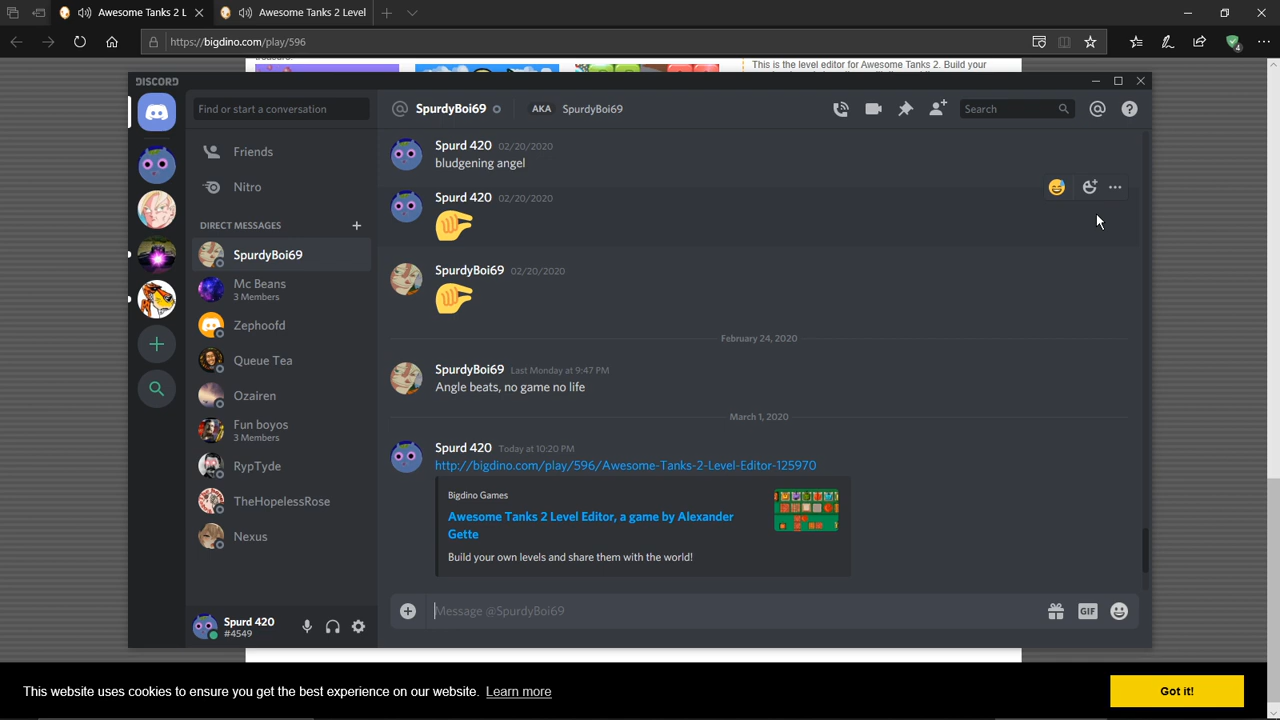 Awesome Tanks 2 L
Awesome Tanks 2 Level
https://bigdino.com/play/596
This is the level editor for Awesome Tanks 2. Build your
DISCORD
Find or start a conversation
SpurdyBoi69
AKA SpurdyBoi69
Search
Friends
Nitro
DIRECT MESSAGES
SpurdyBoi69
Mc Beans
3 Members
Zephoofd
Queue Tea
Ozairen
Fun boyos
3 Members
RypTyde
TheHopelessRose
Nexus
Spurd 420
#4549
Spurd 420 02/20/2020
bludgening angel
Spurd 420 02/20/2020
SpurdyBoi69 02/20/2020
February 24, 2020
SpurdyBoi69 Last Monday at 9:47 PM
Angle beats, no game no life
March 1, 2020
Spurd 420 Today at 10:20 PM
http://bigdino.com/play/596/Awesome-Tanks-2-Level-Editor-125970
Bigdino Games
Awesome Tanks 2 Level Editor, a game by Alexander
Gette
Build your own levels and share them with the world!
Message @SpurdyBoi69
GIF
This website uses cookies to ensure you get the best experience on our website. Learn more
Got it!